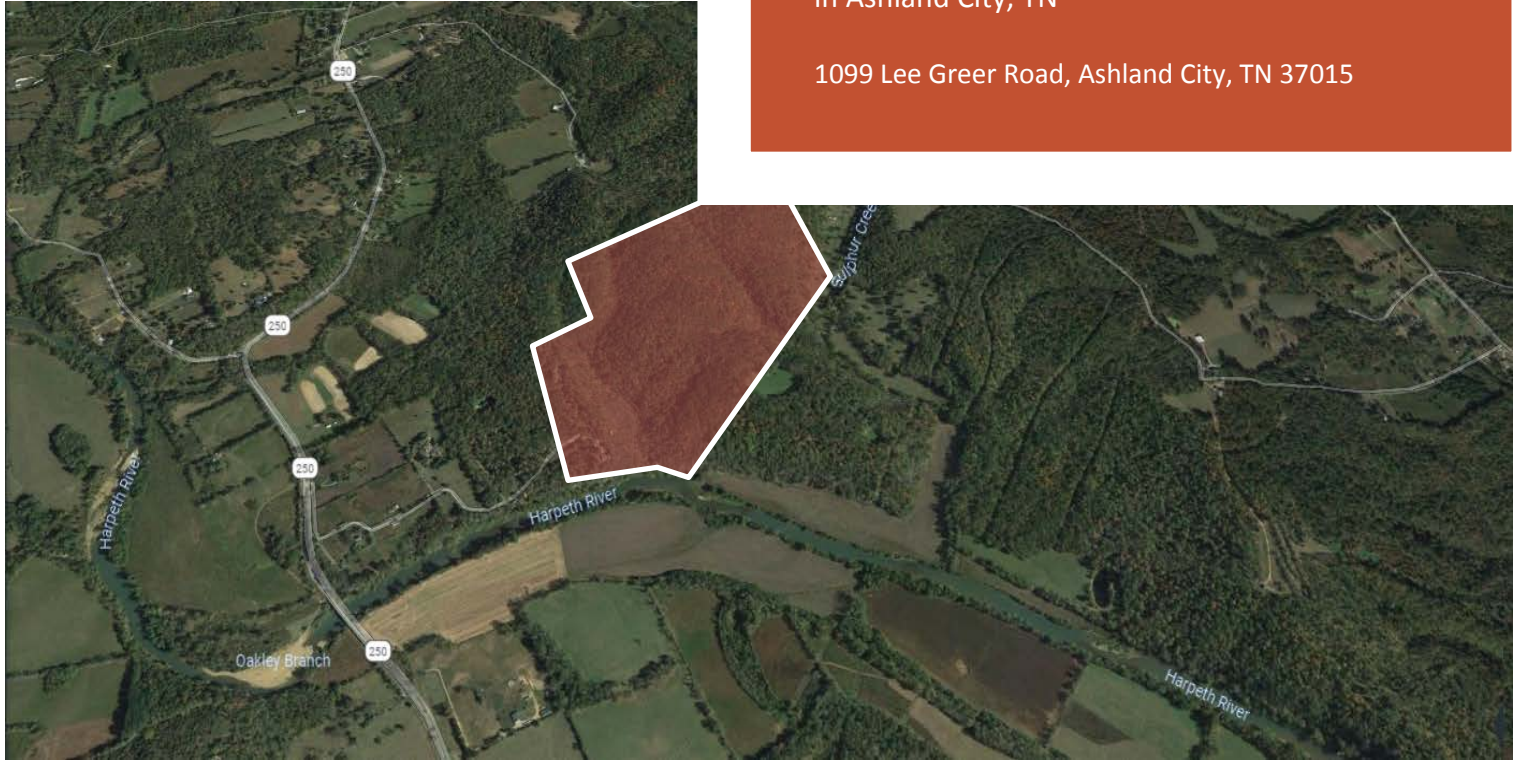 in Ashland City, TN
1099 Lee Greer Road, Ashland City, TN 37015
250
Sulphur Creek
250
Harpeth River
250
Harpeth River
Oakley Branch
250
Harpeth River